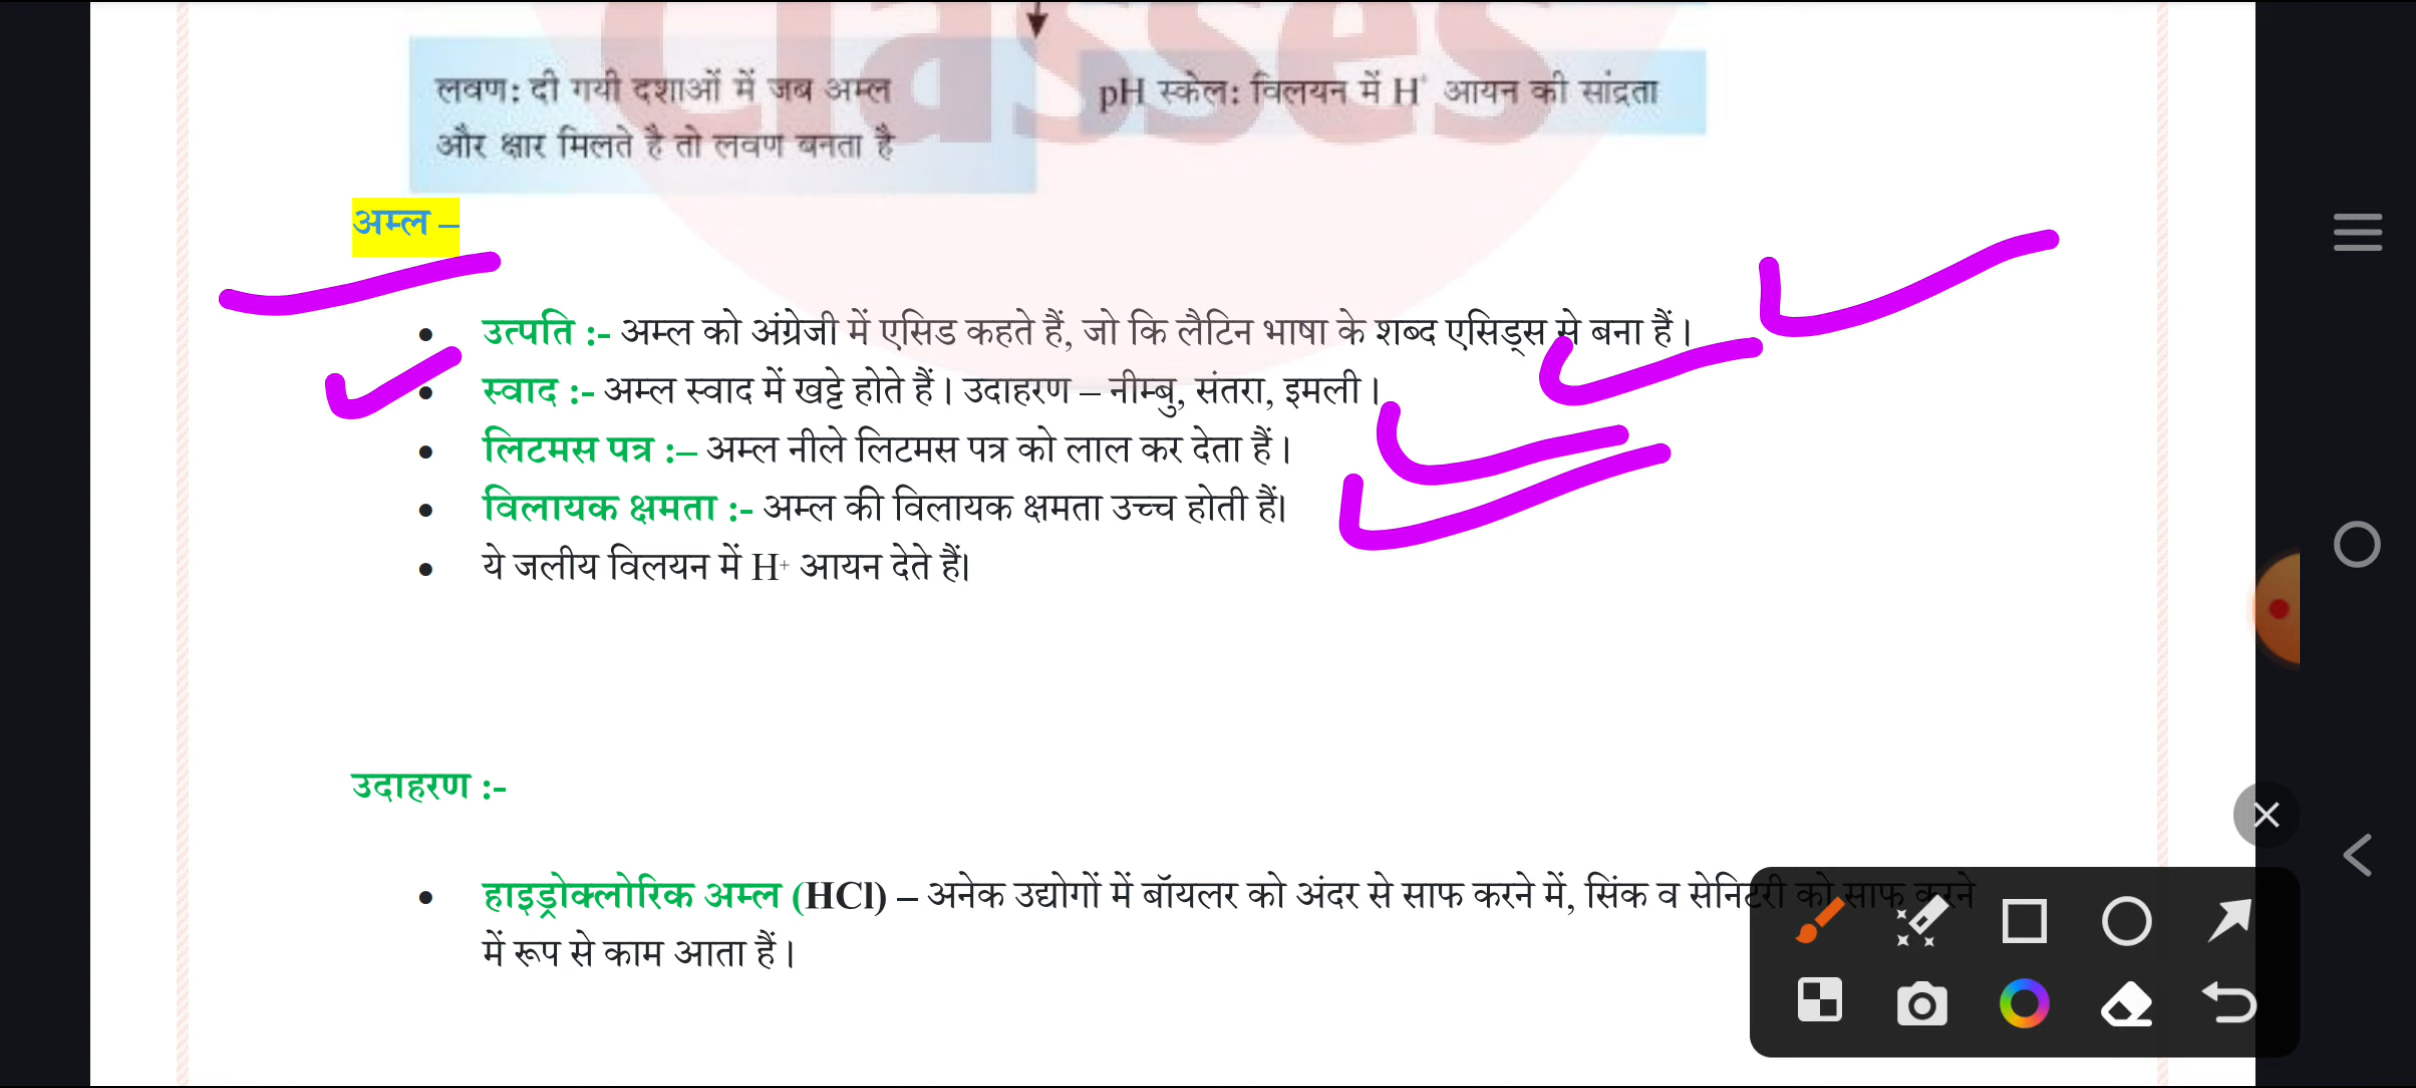 Classes
लवण: दी गयी दशाओं में जब अम्ल
और क्षार मिलते है तो लवण बनता है
pH स्केल: विलयन में H⁺ आयन की सांद्रता
अम्ल –
• उत्पति :- अम्ल को अंग्रेजी में एसिड कहते हैं, जो कि लैटिन भाषा के शब्द एसिड्स से बना हैं।
• स्वाद :- अम्ल स्वाद में खट्टे होते हैं। उदाहरण – नीम्बु, संतरा, इमली।
• लिटमस पत्र :– अम्ल नीले लिटमस पत्र को लाल कर देता हैं।
• विलायक क्षमता :- अम्ल की विलायक क्षमता उच्च होती हैं।
• ये जलीय विलयन में H⁺ आयन देते हैं।
उदाहरण :-
• हाइड्रोक्लोरिक अम्ल (HCl) – अनेक उद्योगों में बॉयलर को अंदर से साफ करने में, सिंक व सेनिटरी को साफ करने
में रूप से काम आता हैं।